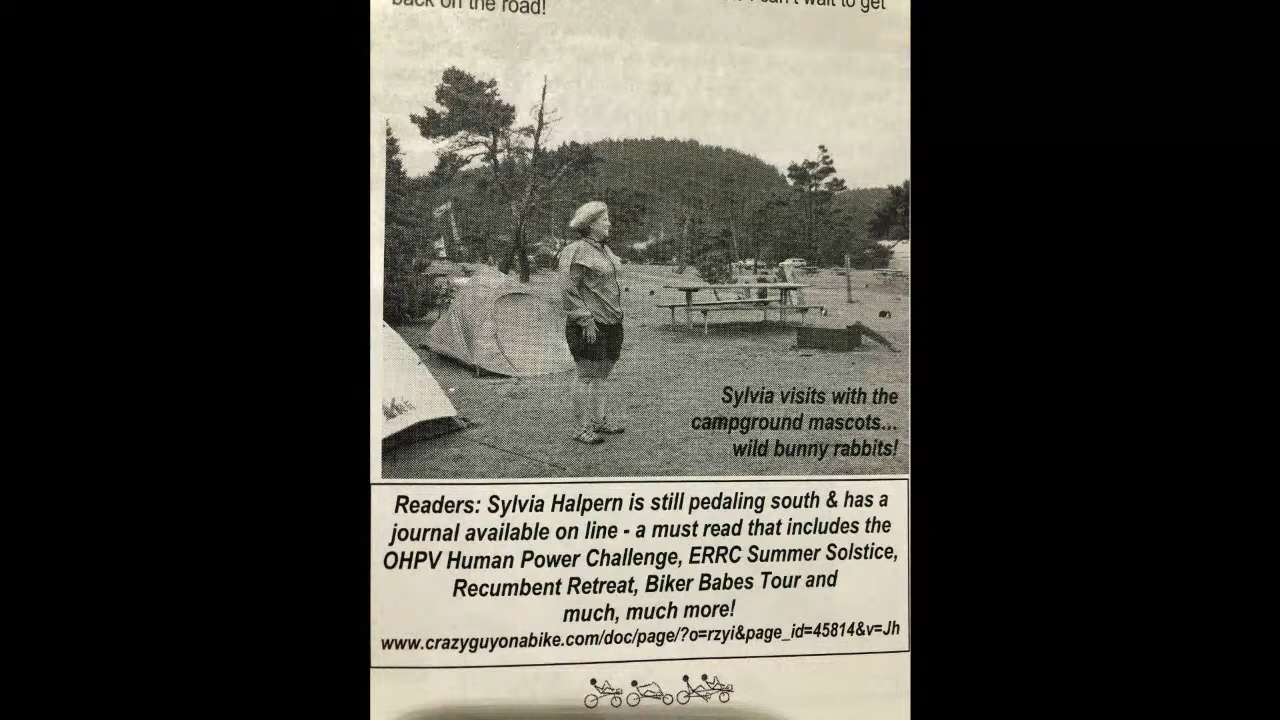 back on the road!
can't wait to get
Sylvia visits with the
campground mascots...
wild bunny rabbits!
Readers: Sylvia Halpern is still pedaling south & has a
journal available on line - a must read that includes the
OHPV Human Power Challenge, ERRC Summer Solstice,
Recumbent Retreat, Biker Babes Tour and
much, much more!
www.crazyguyonabike.com/doc/page/?o=rzyi&page_id=45814&v=Jh